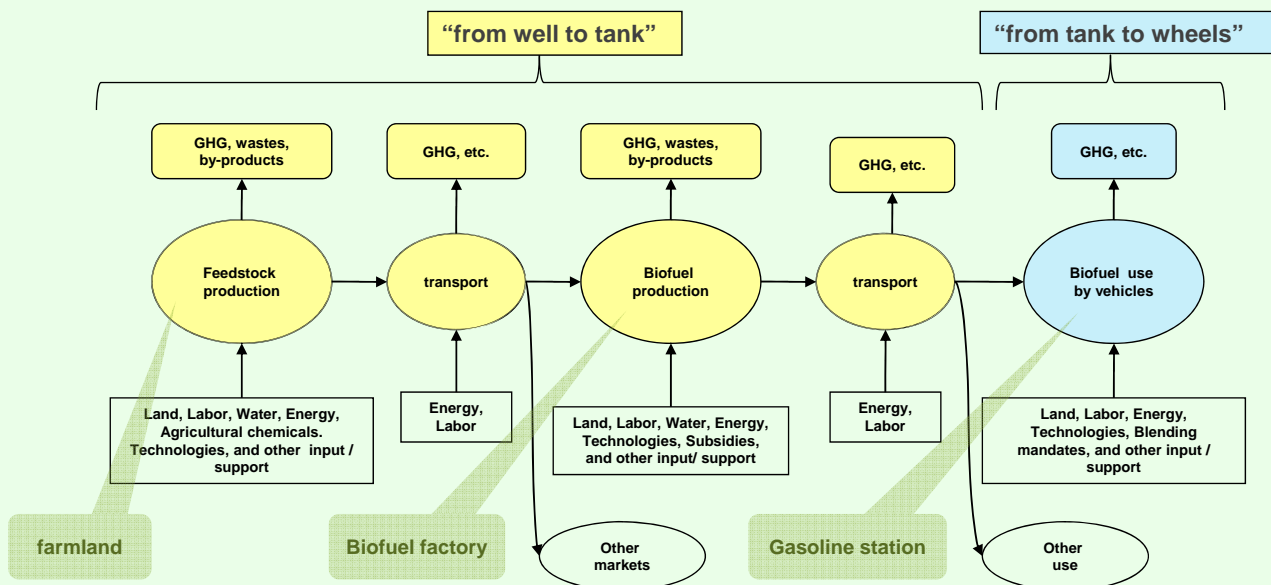 “from well to tank”
“from tank to wheels”
GHG, wastes,
by-products
GHG, etc.
GHG, wastes,
by-products
GHG, etc.
GHG, etc.
Feedstock
production
transport
Biofuel
production
transport
Biofuel use
by vehicles
Land, Labor, Water, Energy,
Agricultural chemicals.
Technologies, and other input /
support
Energy,
Labor
Land, Labor, Water, Energy,
Technologies, Subsidies,
and other input/ support
Energy,
Labor
Land, Labor, Energy,
Technologies, Blending
mandates, and other input /
support
farmland
Biofuel factory
Other
markets
Gasoline station
Other
use